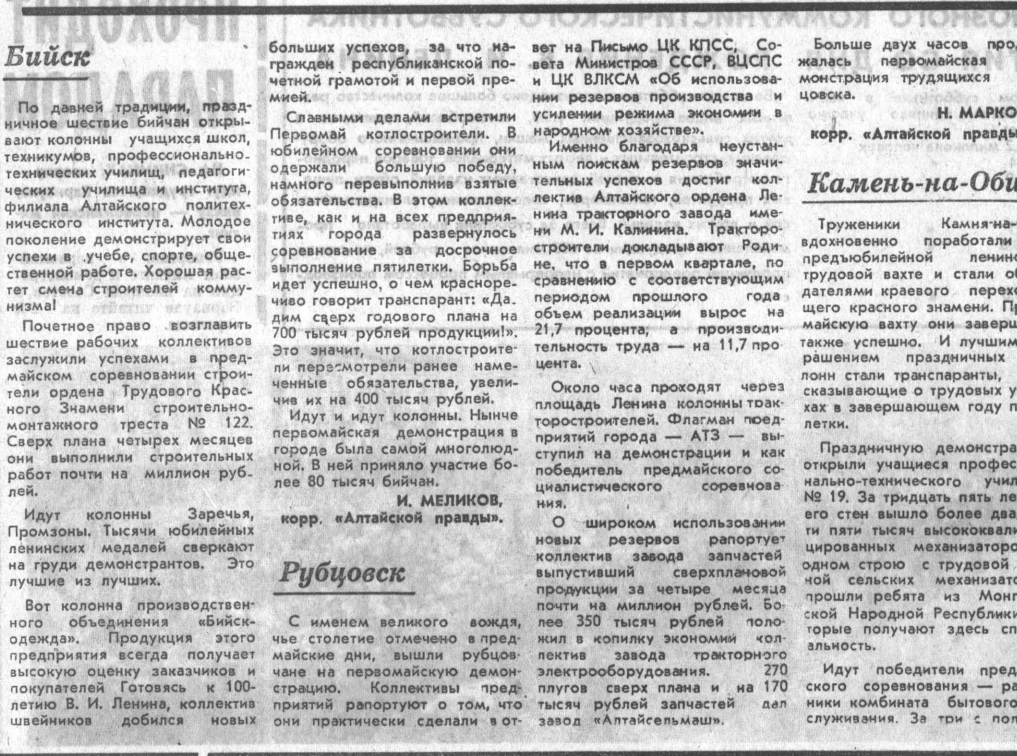 Бийск
По давней традиции, празд-
ничное шествие бийчан откры-
вают колонны учащихся школ,
техникумов, профессионально-
технических училищ, педагоги-
ческих училища и института,
филиала Алтайского политех-
нического института. Молодое
поколение демонстрирует свои
успехи в учебе, спорте, обще-
ственной работе. Хорошая рас-
тет смена строителей комму-
низма!
Почетное право возглавить
шествие рабочих коллективов
заслужили успехами в пред-
майском соревновании строи-
тели ордена Трудового Крас-
ного Знамени строительно-
монтажного треста № 122.
Сверх плана четырех месяцев
они выполнили строительных
работ почти на миллион руб-
лей.
Идут колонны Заречья,
Промзоны. Тысячи юбилейных
ленинских медалей сверкают
на груди демонстрантов. Это
лучшие из лучших.
Вот колонна производствен-
ного объединения «Бийск-
одежда». Продукция этого
предприятия всегда получает
высокую оценку заказчиков и
покупателей Готовясь к 100-
летию В. И. Ленина, коллектив
швейников добился новых
больших успехов, за что на-
гражден республиканской по-
четной грамотой и первой пре-
мией.
Славными делами встретили
Первомай котлостроители. В
юбилейном соревновании они
одержали большую победу,
намного перевыполнив взятые
обязательства. В этом коллек-
тиве, как и на всех предприя-
тиях города развернулось
соревнование за досрочное
выполнение пятилетки. Борьба
идет успешно, о чем красноре-
чиво говорит транспарант: «Да-
дим сверх годового плана на
700 тысяч рублей продукции!».
Это значит, что котлостроите-
ли пересмотрели ранее наме-
ченные обязательства, увели-
чив их на 400 тысяч рублей.
Идут и идут колонны. Нынче
первомайская демонстрация в
городе была самой многолюд-
ной. В ней приняло участие бо-
лее 80 тысяч бийчан.
И. МЕЛИКОВ,
корр. «Алтайской правды».
Рубцовск
С именем великого вождя,
чье столетие отмечено в пред-
майские дни, вышли рубцов-
чане на первомайскую демон-
страцию. Коллективы пред-
приятий рапортуют о том, что
они практически сделали в от-
вет на Письмо ЦК КПСС, Со-
вета Министров СССР, ВЦСПС
и ЦК ВЛКСМ «Об использова-
нии резервов производства и
усилении режима экономии в
народном хозяйстве».
Именно благодаря неустан-
ным поискам резервов значи-
тельных успехов достиг кол-
лектив Алтайского ордена Ле-
нина тракторного завода име-
ни М. И. Калинина. Тракторо-
строители докладывают Роди-
не, что в первом квартале, по
сравнению с соответствующим
периодом прошлого года
объем реализации вырос на
21,7 процента, а производи-
тельность труда — на 11,7 про-
цента.
Около часа проходят через
площадь Ленина колонны трак-
торостроителей. Флагман пред-
приятий города — АТЗ — вы-
ступил на демонстрации и как
победитель предмайского со-
циалистического соревнова-
ния.
О широком использовании
новых резервов рапортует
коллектив завода запчастей
выпустивший сверхплановой
продукции за четыре месяца
почти на миллион рублей. Бо-
лее 350 тысяч рублей поло-
жил в копилку экономии кол-
лектив завода тракторного
электрооборудования. 270
плугов сверх плана и на 170
тысяч рублей запчастей дал
завод «Алтайсельмаш».
Больше двух часов про
жалась первомайская
монстрация трудящихся
цовска.
Н. МАРКО
корр. «Алтайской правды
Камень-на-Оби
Труженики Камня-на-
вдохновенно поработали
предъюбилейной ленинс
трудовой вахте и стали об
дателями краевого перехо
щего красного знамени. Пр
майскую вахту они заверш
также успешно. И лучшим
рашением праздничных
лонн стали транспаранты,
сказывающие о трудовых у
хах в завершающем году п
летки.
Праздничную демонстра
открыли учащиеся професс
нально-технического учил
№ 19. За тридцать пять ле
его стен вышло более два
ти пяти тысяч высококвали
цированных механизаторо
одном строю с трудовой
ной сельских механизато
прошли ребята из Монг
ской Народной Республики
торые получают здесь сп
альность.
Идут победители пред
ского соревнования — ра
ники комбината бытового
служивания. За три с пол